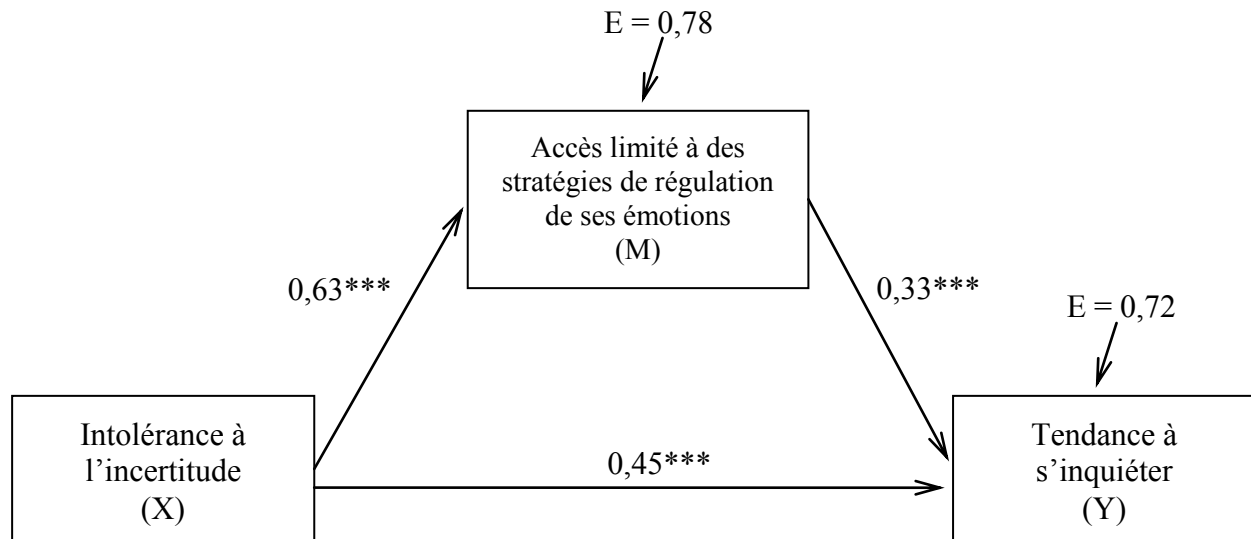 E = 0,78
Accès limité à des
stratégies de régulation
de ses émotions
(M)
0,63***
0,33***
E = 0,72
Intolérance à
l’incertitude
(X)
0,45***
Tendance à
s’inquiéter
(Y)